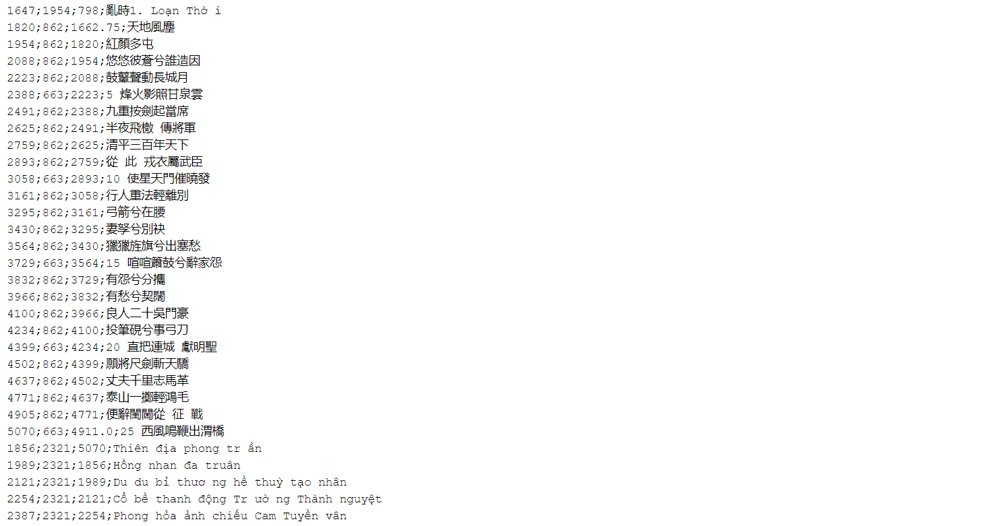 1647;1954;798;亂時1. Loạn Thờ i
1820;862;1662.75;天地風塵
1954;862;1820;紅顏多屯
2088;862;1954;悠悠彼蒼兮誰造因
2223;862;2088;鼓鼙聲動長城月
2388;663;2223;5 烽火影照甘泉雲
2491;862;2388;九重按劍起當席
2625;862;2491;半夜飛檄 傳將軍
2759;862;2625;清平三百年天下
2893;862;2759;從 此 戎衣屬武臣
3058;663;2893;10 使星天門催曉發
3161;862;3058;行人重法輕離別
3295;862;3161;弓箭兮在腰
3430;862;3295;妻孥兮別袂
3564;862;3430;獵獵旌旗兮出塞愁
3729;663;3564;15 喧喧簫鼓兮辭家怨
3832;862;3729;有怨兮分攜
3966;862;3832;有愁兮契闊
4100;862;3966;良人二十吳門豪
4234;862;4100;投筆硯兮事弓刀
4399;663;4234;20 直把連城 獻明聖
4502;862;4399;願將尺劍斬天驕
4637;862;4502;丈夫千里志馬革
4771;862;4637;泰山一擲輕鴻毛
4905;862;4771;便辭閨閫從 征 戰
5070;663;4911.0;25 西風鳴鞭出渭橋
1856;2321;5070;Thiên địa phong tr ần
1989;2321;1856;Hồng nhan đa truân
2121;2321;1989;Du du bỉ thươ ng hề thuỳ tạo nhân
2254;2321;2121;Cổ bề thanh động Tr ườ ng Thành nguyệt
2387;2321;2254;Phong hỏa ảnh chiếu Cam Tuyền vân